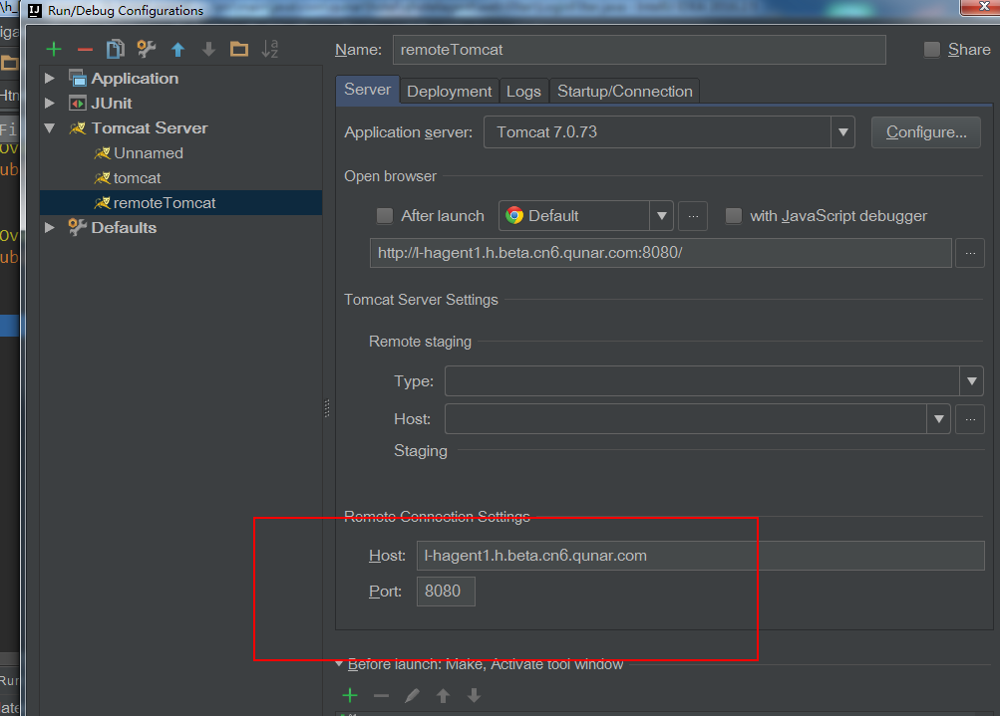 Run/Debug Configurations
Name: remoteTomcat Share
Application
JUnit
Tomcat Server
Unnamed
tomcat
remoteTomcat
Defaults
Server Deployment Logs Startup/Connection
Application server: Tomcat 7.0.73 Configure...
Open browser
After launch Default ... with JavaScript debugger
http://l-hagent1.h.beta.cn6.qunar.com:8080/ ...
Tomcat Server Settings
Remote staging
Type:
Host: ...
Staging
Remote Connection Settings
Host: l-hagent1.h.beta.cn6.qunar.com
Port: 8080
Before launch: Make, Activate tool window